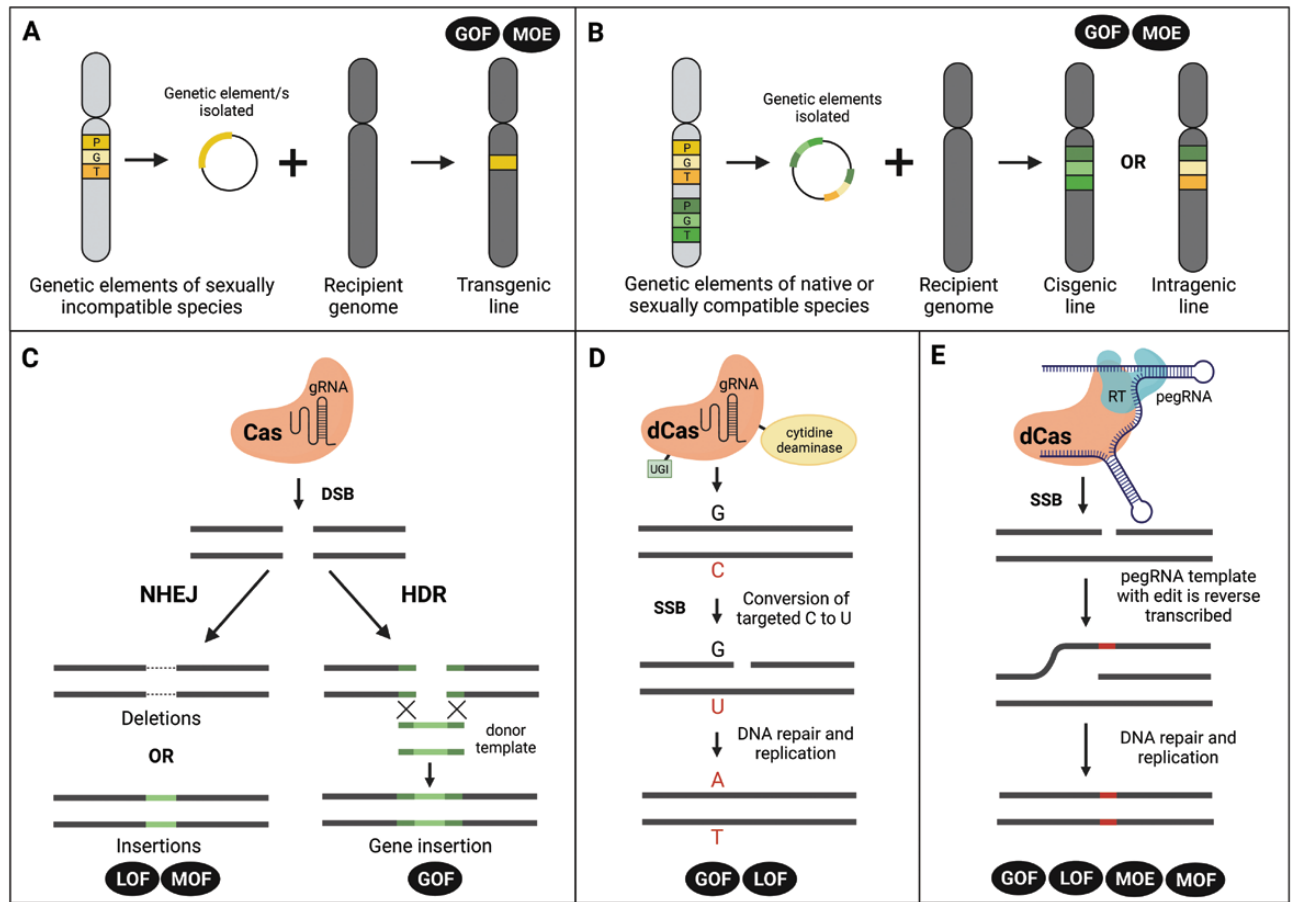 A
GOF MOE
Genetic element/s
isolated
P
G
T
Genetic elements of sexually
incompatible species
Recipient
genome
Transgenic
line
B
GOF MOE
Genetic elements
isolated
P
G
T
P
G
T
OR
Genetic elements of native or
sexually compatible species
Recipient
genome
Cisgenic
line
Intragenic
line
C
gRNA
Cas
DSB
NHEJ
HDR
Deletions
OR
Insertions
LOF MOF
donor
template
Gene insertion
GOF
D
gRNA
dCas
cytidine
deaminase
UGI
G
C
SSB
Conversion of
targeted C to U
G
U
DNA repair and
replication
A
T
GOF LOF
E
RT
pegRNA
dCas
SSB
pegRNA template
with edit is reverse
transcribed
DNA repair and
replication
GOF LOF MOE MOF